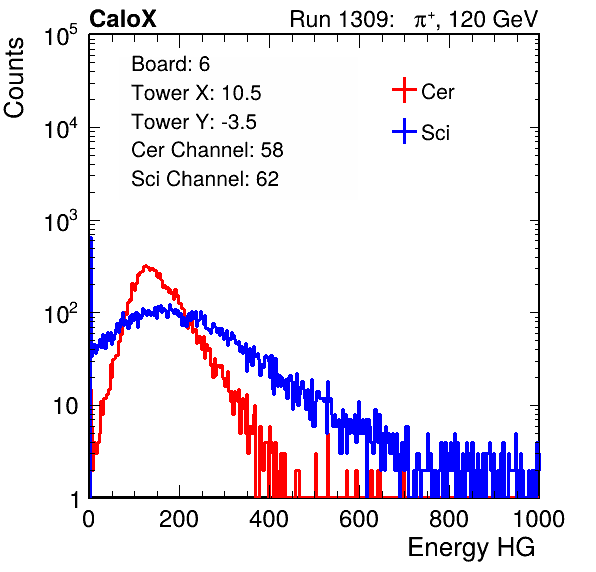 CaloX Run 1309: π⁺, 120 GeV
Counts
10⁵
10⁴
10³
10²
10
1
Board: 6
Tower X: 10.5
Tower Y: -3.5
Cer Channel: 58
Sci Channel: 62
Cer
Sci
0 200 400 600 800 1000
Energy HG